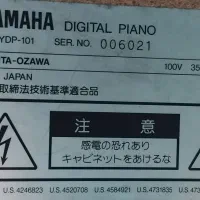 YAMAHA DIGITAL PIANO
YDP-101 SER. NO. 006021
TA-OZAWA 100V 35
JAPAN
取締法技術基準適合品
注意
感電の恐れあり
キャビネットをあけるな
U.S.4246823 U.S.4520708 U.S.4584921 U.S.4731835 U.S.47